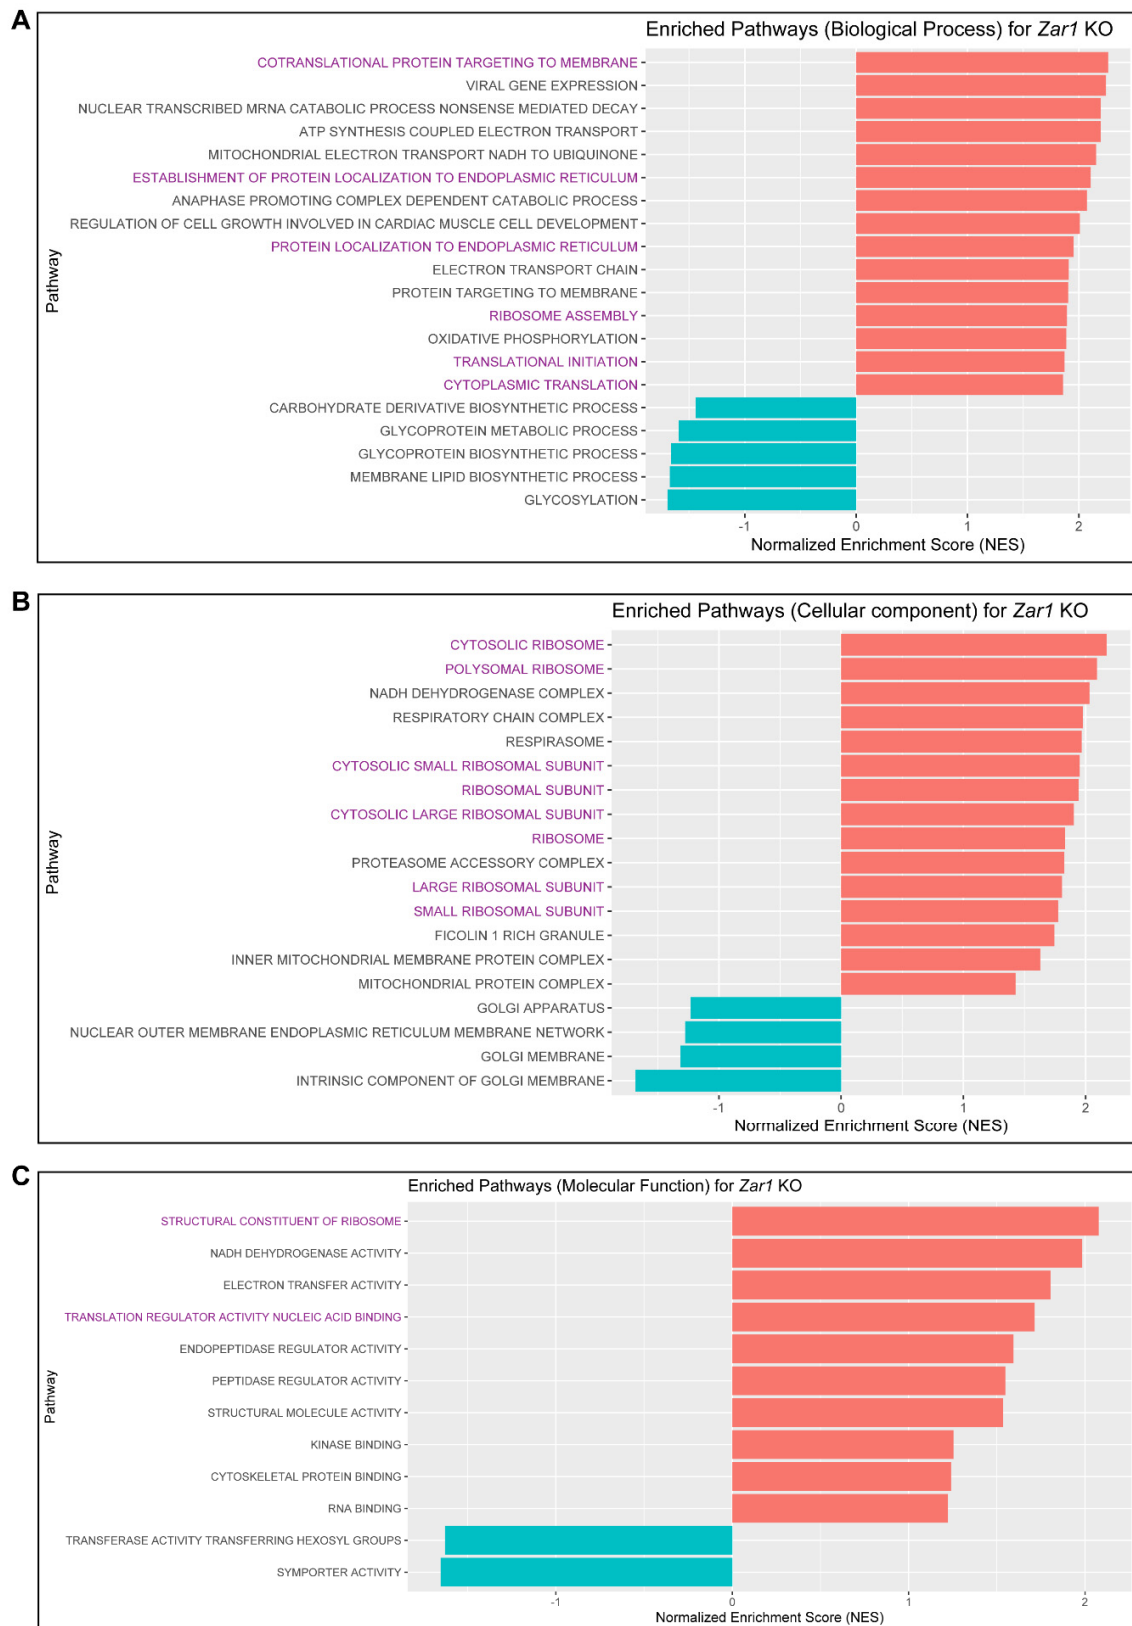 A
Enriched Pathways (Biological Process) for Zar1 KO
COTRANSLATIONAL PROTEIN TARGETING TO MEMBRANE
VIRAL GENE EXPRESSION
NUCLEAR TRANSCRIBED MRNA CATABOLIC PROCESS NONSENSE MEDIATED DECAY
ATP SYNTHESIS COUPLED ELECTRON TRANSPORT
MITOCHONDRIAL ELECTRON TRANSPORT NADH TO UBIQUINONE
ESTABLISHMENT OF PROTEIN LOCALIZATION TO ENDOPLASMIC RETICULUM
ANAPHASE PROMOTING COMPLEX DEPENDENT CATABOLIC PROCESS
REGULATION OF CELL GROWTH INVOLVED IN CARDIAC MUSCLE CELL DEVELOPMENT
PROTEIN LOCALIZATION TO ENDOPLASMIC RETICULUM
ELECTRON TRANSPORT CHAIN
PROTEIN TARGETING TO MEMBRANE
RIBOSOME ASSEMBLY
OXIDATIVE PHOSPHORYLATION
TRANSLATIONAL INITIATION
CYTOPLASMIC TRANSLATION
CARBOHYDRATE DERIVATIVE BIOSYNTHETIC PROCESS
GLYCOPROTEIN METABOLIC PROCESS
GLYCOPROTEIN BIOSYNTHETIC PROCESS
MEMBRANE LIPID BIOSYNTHETIC PROCESS
GLYCOSYLATION
Pathway
-1 0 1 2
Normalized Enrichment Score (NES)
B
Enriched Pathways (Cellular component) for Zar1 KO
CYTOSOLIC RIBOSOME
POLYSOMAL RIBOSOME
NADH DEHYDROGENASE COMPLEX
RESPIRATORY CHAIN COMPLEX
RESPIRASOME
CYTOSOLIC SMALL RIBOSOMAL SUBUNIT
RIBOSOMAL SUBUNIT
CYTOSOLIC LARGE RIBOSOMAL SUBUNIT
RIBOSOME
PROTEASOME ACCESSORY COMPLEX
LARGE RIBOSOMAL SUBUNIT
SMALL RIBOSOMAL SUBUNIT
FICOLIN 1 RICH GRANULE
INNER MITOCHONDRIAL MEMBRANE PROTEIN COMPLEX
MITOCHONDRIAL PROTEIN COMPLEX
GOLGI APPARATUS
NUCLEAR OUTER MEMBRANE ENDOPLASMIC RETICULUM MEMBRANE NETWORK
GOLGI MEMBRANE
INTRINSIC COMPONENT OF GOLGI MEMBRANE
Pathway
-1 0 1 2
Normalized Enrichment Score (NES)
C
Enriched Pathways (Molecular Function) for Zar1 KO
STRUCTURAL CONSTITUENT OF RIBOSOME
NADH DEHYDROGENASE ACTIVITY
ELECTRON TRANSFER ACTIVITY
TRANSLATION REGULATOR ACTIVITY NUCLEIC ACID BINDING
ENDOPEPTIDASE REGULATOR ACTIVITY
PEPTIDASE REGULATOR ACTIVITY
STRUCTURAL MOLECULE ACTIVITY
KINASE BINDING
CYTOSKELETAL PROTEIN BINDING
RNA BINDING
TRANSFERASE ACTIVITY TRANSFERRING HEXOSYL GROUPS
SYMPORTER ACTIVITY
Pathway
-1 0 1 2
Normalized Enrichment Score (NES)